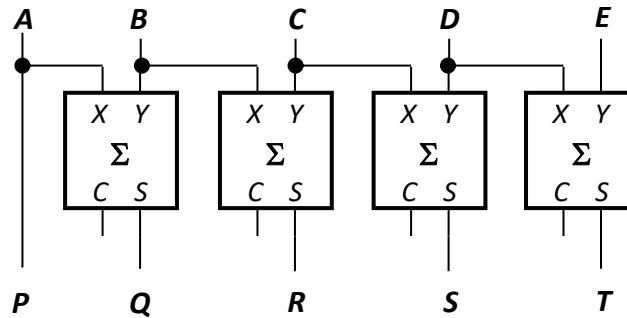 A B C D E
X Y X Y X Y X Y
Σ Σ Σ Σ
C S C S C S C S
P Q R S T